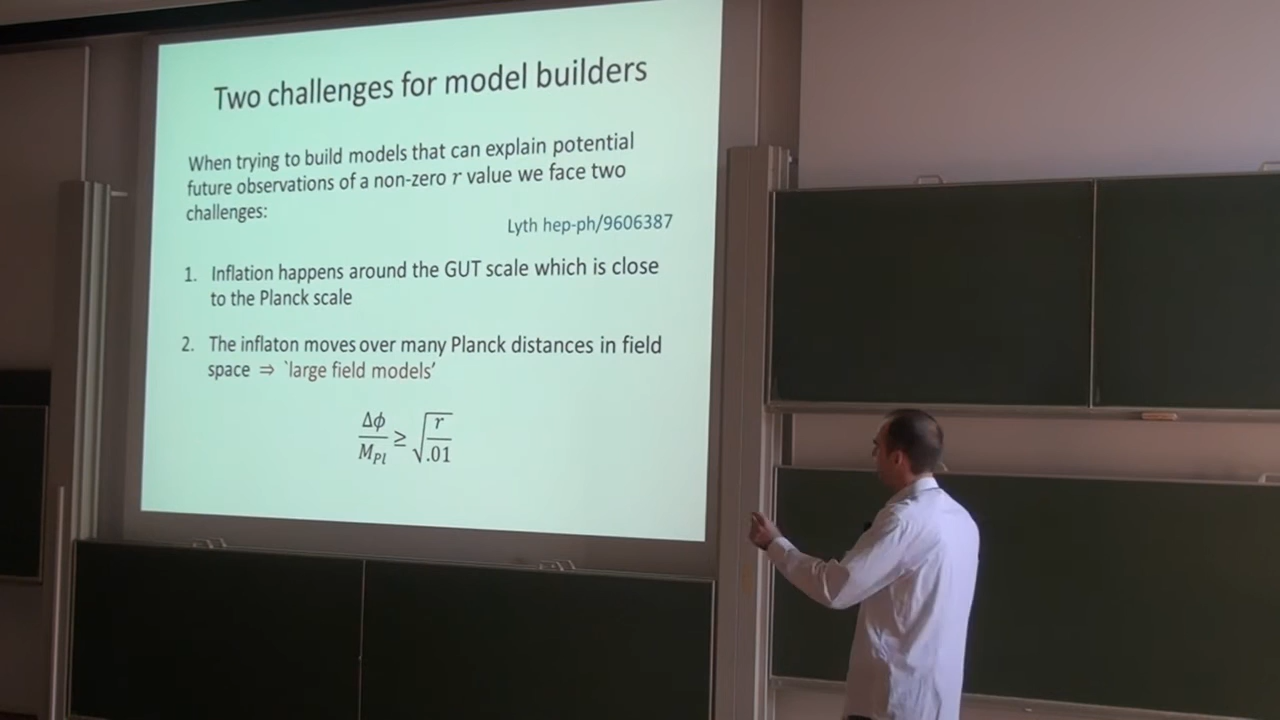 Two challenges for model builders
When trying to build models that can explain potential
future observations of a non-zero r value we face two
challenges:
Lyth hep-ph/9606387
1. Inflation happens around the GUT scale which is close
to the Planck scale
2. The inflaton moves over many Planck distances in field
space ⇒ `large field models’
Δϕ/M_Pl ≥ √(r/.01)